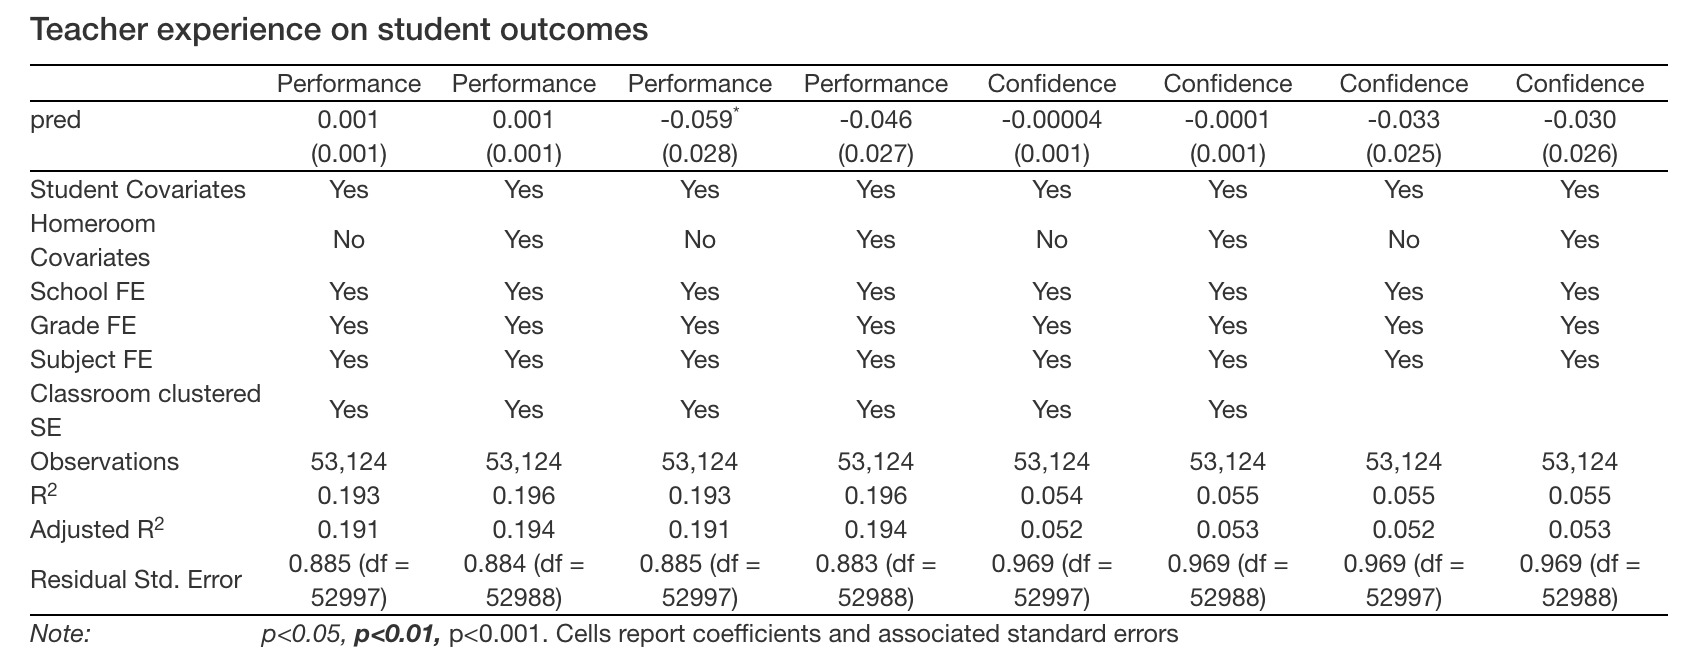 Teacher experience on student outcomes
Performance Performance Performance Performance Confidence Confidence Confidence Confidence
pred 0.001 0.001 -0.059* -0.046 -0.00004 -0.0001 -0.033 -0.030
(0.001) (0.001) (0.028) (0.027) (0.001) (0.001) (0.025) (0.026)
Student Covariates Yes Yes Yes Yes Yes Yes Yes Yes
Homeroom
Covariates No Yes No Yes No Yes No Yes
School FE Yes Yes Yes Yes Yes Yes Yes Yes
Grade FE Yes Yes Yes Yes Yes Yes Yes Yes
Subject FE Yes Yes Yes Yes Yes Yes Yes Yes
Classroom clustered
SE Yes Yes Yes Yes Yes Yes
Observations 53,124 53,124 53,124 53,124 53,124 53,124 53,124 53,124
R² 0.193 0.196 0.193 0.196 0.054 0.055 0.055 0.055
Adjusted R² 0.191 0.194 0.191 0.194 0.052 0.053 0.052 0.053
Residual Std. Error 0.885 (df = 0.884 (df = 0.885 (df = 0.883 (df = 0.969 (df = 0.969 (df = 0.969 (df = 0.969 (df =
52997) 52988) 52997) 52988) 52997) 52988) 52997) 52988)
Note: p<0.05, p<0.01, p<0.001. Cells report coefficients and associated standard errors